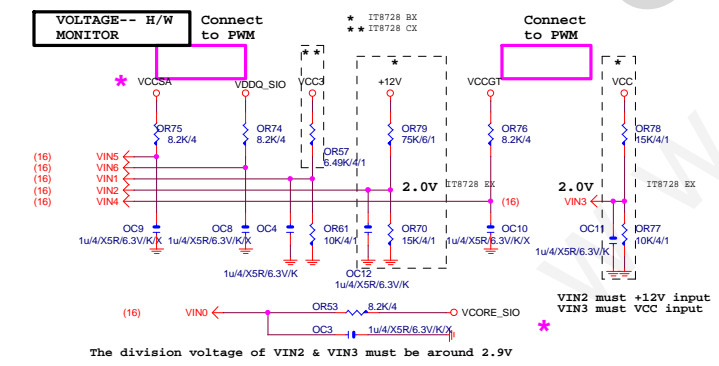 VOLTAGE-- H/W
MONITOR
Connect
to PWM
* IT8728 BX
** IT8728 CX
Connect
to PWM
* VCCSA
VDDQ_SIO
**
VCC3
*
+12V
VCCGT
*
VCC
OR75
8.2K/4
OR74
8.2K/4
OR57
6.49K/4/1
OR79
75K/6/1
OR76
8.2K/4
OR78
15K/4/1
(16) VIN5
(16) VIN6
(16) VIN1
(16) VIN2
(16) VIN4
2.0V
IT8728 EX
(16)
2.0V
VIN3
IT8728 EX
OC9
1u/4/X5R/6.3V/K/X
OC8
1u/4/X5R/6.3V/K/X
OC4
1u/4/X5R/6.3V/K
OR61
10K/4/1
OC12
1u/4/X5R/6.3V/K
OR70
15K/4/1
OC10
1u/4/X5R/6.3V/K/X
OC11
1u/4/X5R/6.3V/K
OR77
10K/4/1
(16) VIN0
OR53
8.2K/4
VCORE_SIO
OC3
1u/4/X5R/6.3V/K/X
VIN2 must +12V input
VIN3 must VCC input
*
The division voltage of VIN2 & VIN3 must be around 2.9V